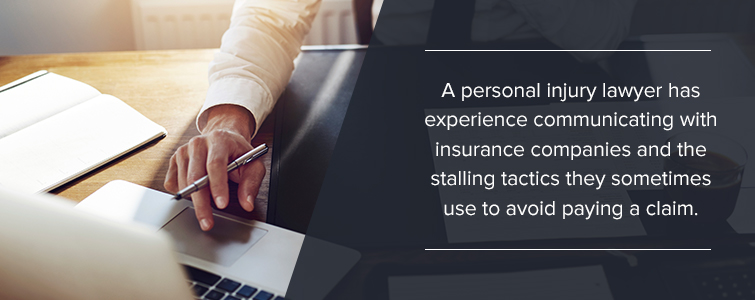 A personal injury lawyer has
experience communicating with
insurance companies and the
stalling tactics they sometimes
use to avoid paying a claim.